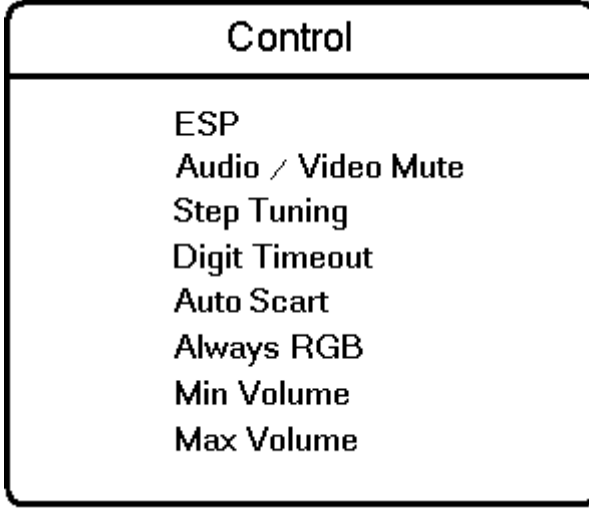 Control
ESP
Audio / Video Mute
Step Tuning
Digit Timeout
Auto Scart
Always RGB
Min Volume
Max Volume